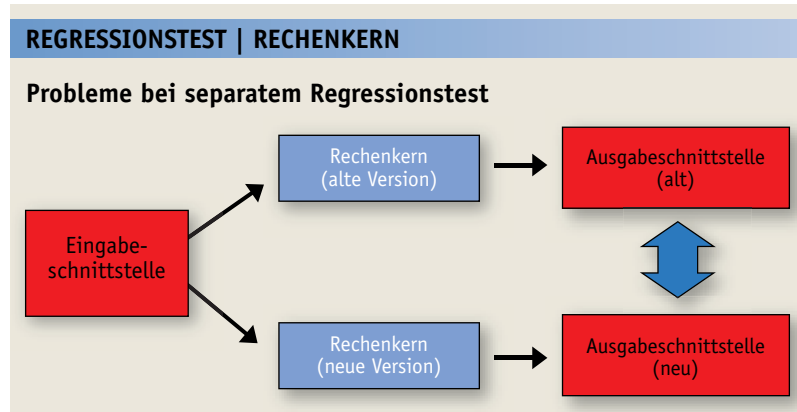 REGRESSIONSTEST | RECHENKERN
Probleme bei separatem Regressionstest
Rechenkern
(alte Version)
Ausgabeschnittstelle
(alt)
Eingabe-
schnittstelle
Rechenkern
(neue Version)
Ausgabeschnittstelle
(neu)